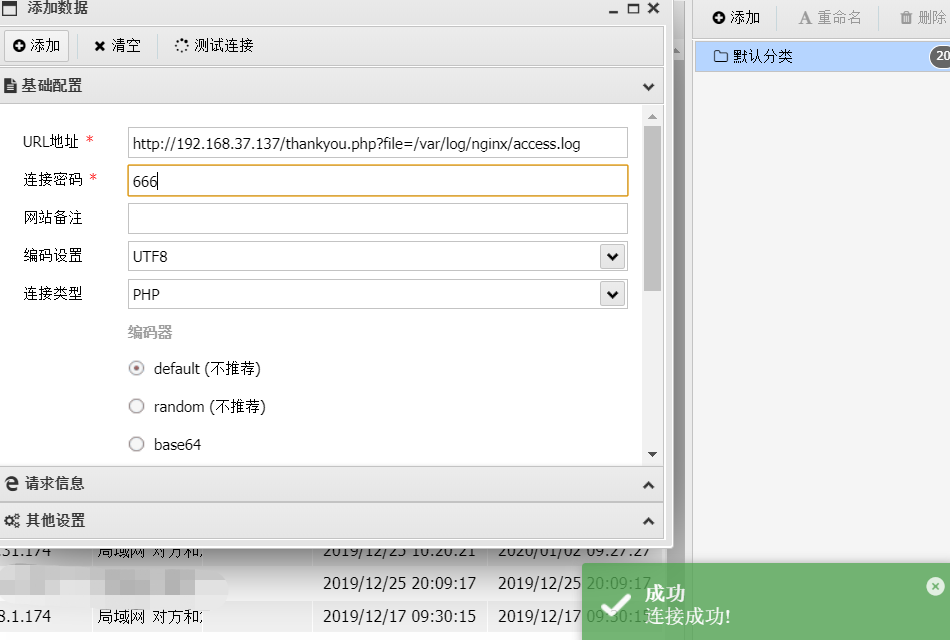 添加数据
添加 清空 测试连接
基础配置
URL地址 * http://192.168.37.137/thankyou.php?file=/var/log/nginx/access.log
连接密码 * 666
网站备注
编码设置 UTF8
连接类型 PHP
编码器
default (不推荐)
random (不推荐)
base64
请求信息
其他设置
添加 重命名 删除
默认分类 20
.31.174 局域网 对方和 2019/12/25 10:20:21 2020/01/02 09:27:27
2019/12/25 20:09:17 2019/12/25
8.1.174 局域网 对方和 2019/12/17 09:30:15 2019/12/17 09:30:15
成功
连接成功!